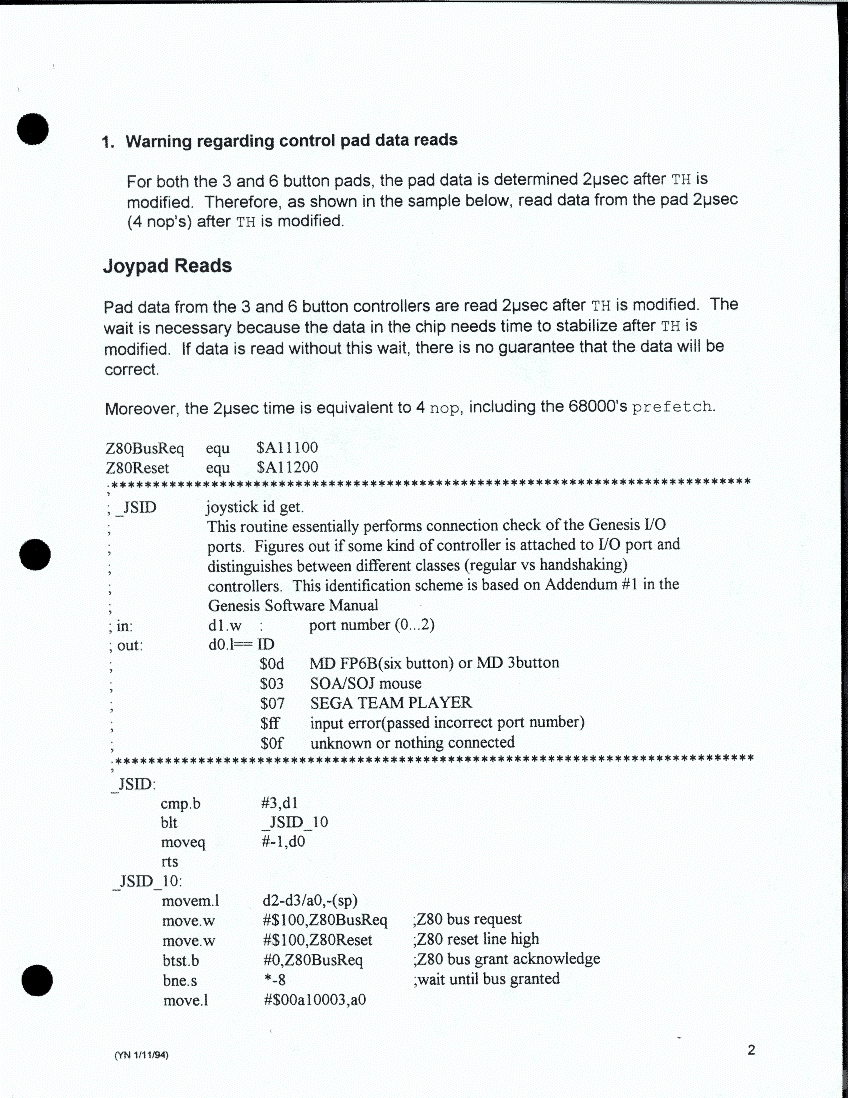 1. Warning regarding control pad data reads
For both the 3 and 6 button pads, the pad data is determined 2µsec after TH is
modified. Therefore, as shown in the sample below, read data from the pad 2µsec
(4 nop's) after TH is modified.
Joypad Reads
Pad data from the 3 and 6 button controllers are read 2µsec after TH is modified. The
wait is necessary because the data in the chip needs time to stabilize after TH is
modified. If data is read without this wait, there is no guarantee that the data will be
correct.
Moreover, the 2µsec time is equivalent to 4 nop, including the 68000's prefetch.
Z80BusReq equ $A11100
Z80Reset equ $A11200
;******************************************************************************
; _JSID joystick id get.
; This routine essentially performs connection check of the Genesis I/O
; ports. Figures out if some kind of controller is attached to I/O port and
; distinguishes between different classes (regular vs handshaking)
; controllers. This identification scheme is based on Addendum #1 in the
; Genesis Software Manual
; in: d1.w : port number (0...2)
; out: d0.l== ID
; $0d MD FP6B(six button) or MD 3button
; $03 SOA/SOJ mouse
; $07 SEGA TEAM PLAYER
; $ff input error(passed incorrect port number)
; $0f unknown or nothing connected
;******************************************************************************
_JSID:
cmp.b #3,d1
blt _JSID_10
moveq #-1,d0
rts
_JSID_10:
movem.l d2-d3/a0,-(sp)
move.w #$100,Z80BusReq ;Z80 bus request
move.w #$100,Z80Reset ;Z80 reset line high
btst.b #0,Z80BusReq ;Z80 bus grant acknowledge
bne.s *-8 ;wait until bus granted
move.l #$00a10003,a0
(YN 1/11/94) 2